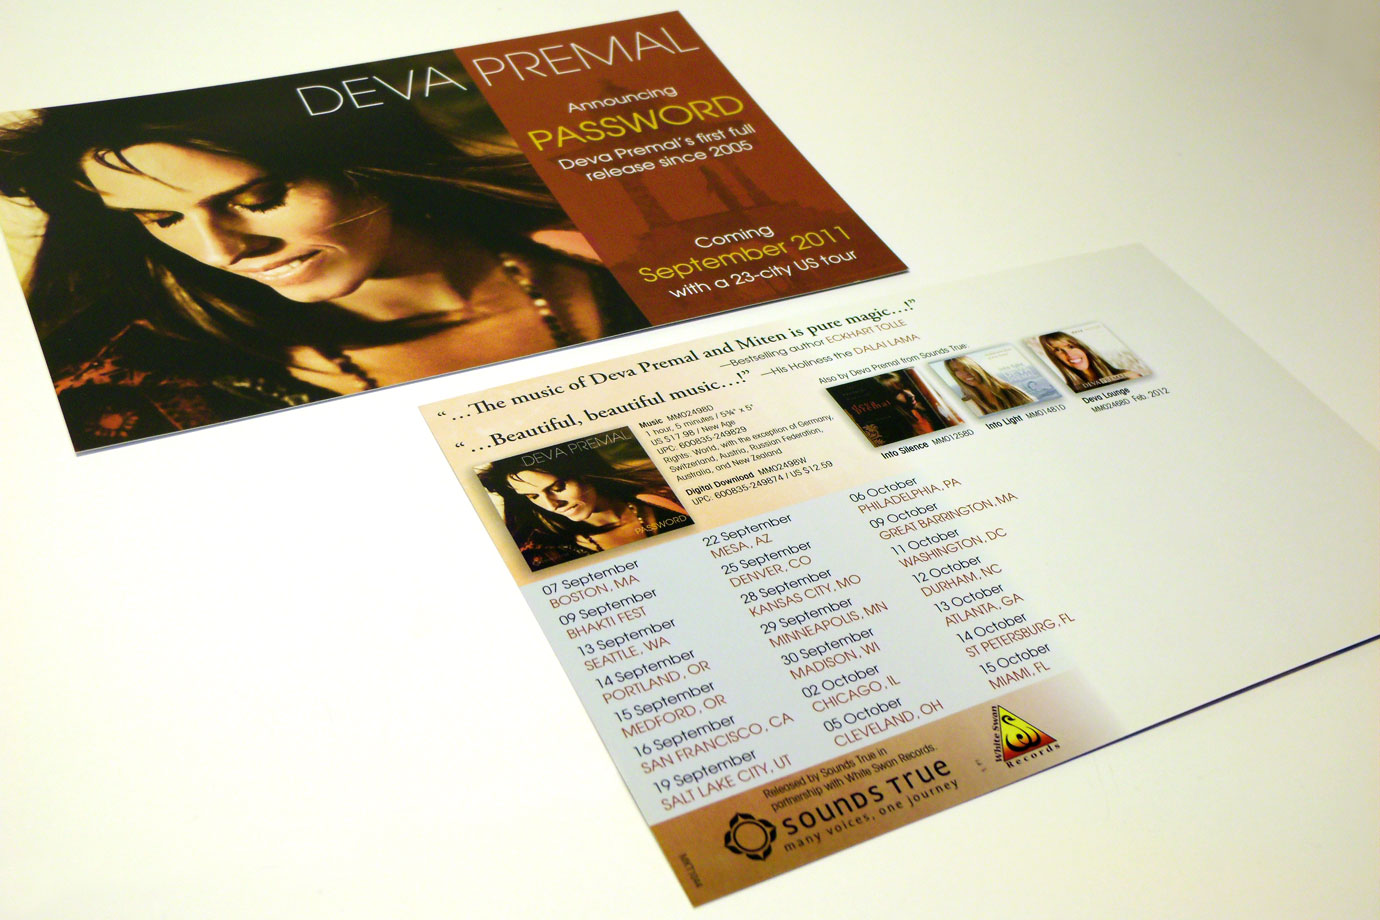 DEVA PREMAL
Announcing
PASSWORD
Deva Premal's first full
release since 2005
Coming
September 2011
with a 23-city US tour
“...The music of Deva Premal and Miten is pure magic...!”
—Bestselling author ECKHART TOLLE
“...Beautiful, beautiful music...!” —His Holiness the DALAI LAMA
DEVA PREMAL
PASSWORD
Music MM02498D
1 hour, 5 minutes / 5¾" x 5"
US $17.98 / New Age
UPC: 600835-249829
Rights: World, with the exception of Germany,
Switzerland, Austria, Russian Federation,
Australia, and New Zealand
Digital Download MM02498W
UPC: 600835-249874 / US $12.59
Also by Deva Premal from Sounds True:
Into Silence MM01258D
Into Light MM01481D
Deva Lounge
MM02468D Feb. 2012
07 September
BOSTON, MA
09 September
BHAKTI FEST
13 September
SEATTLE, WA
14 September
PORTLAND, OR
15 September
MEDFORD, OR
16 September
SAN FRANCISCO, CA
19 September
SALT LAKE CITY, UT
22 September
MESA, AZ
25 September
DENVER, CO
28 September
KANSAS CITY, MO
29 September
MINNEAPOLIS, MN
30 September
MADISON, WI
02 October
CHICAGO, IL
05 October
CLEVELAND, OH
06 October
PHILADELPHIA, PA
09 October
GREAT BARRINGTON, MA
11 October
WASHINGTON, DC
12 October
DURHAM, NC
13 October
ATLANTA, GA
14 October
ST PETERSBURG, FL
15 October
MIAMI, FL
Released by Sounds True in
partnership with White Swan Records.
sounds true
many voices, one journey
White Swan
Records
MKT1044